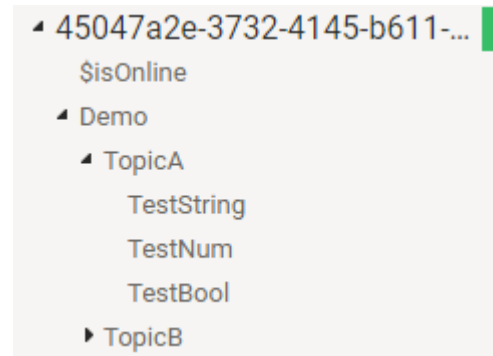 45047a2e-3732-4145-b611-...
$isOnline
Demo
TopicA
TestString
TestNum
TestBool
TopicB